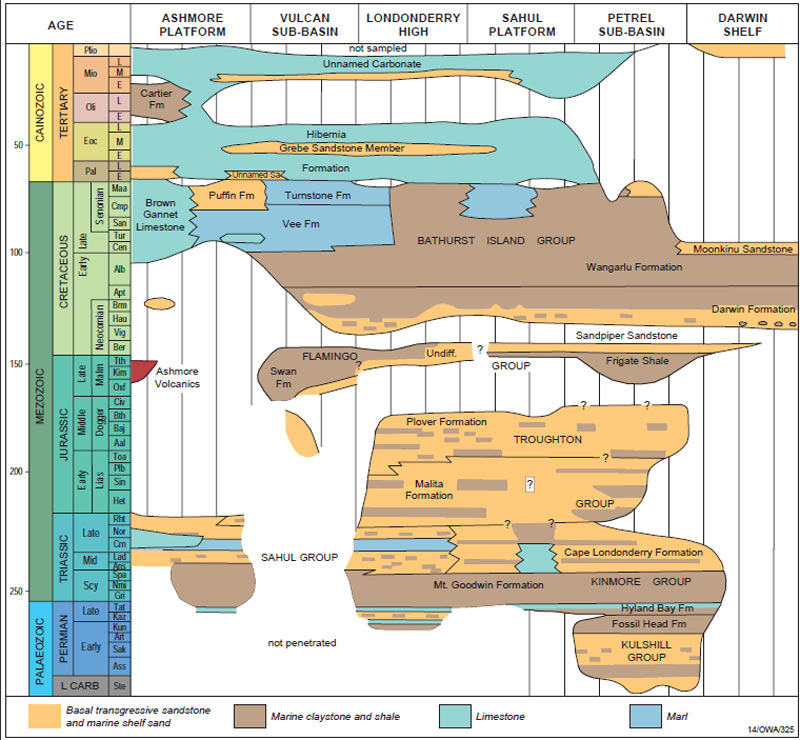 AGE
ASHMORE PLATFORM
VULCAN SUB-BASIN
LONDONDERRY HIGH
SAHUL PLATFORM
PETREL SUB-BASIN
DARWIN SHELF
CAINOZOIC
TERTIARY
Plio
Mio
L
M
E
Oli
L
E
Eoc
L
M
E
Pal
L
E
50
MEZOZOIC
CRETACEOUS
Late
Senonian
Maa
Cmp
San
Tur
Cen
100
Early
Alb
Apt
Neocomian
Brm
Hau
Vig
Ber
150
JURASSIC
Late
Malm
Tth
Kim
Oxf
Middle
Dogger
Civ
Bth
Baj
Aal
Early
Lias
Toa
Plb
Sin
Het
200
TRIASSIC
Late
Rht
Nor
Crn
Mid
Lad
Ans
Scy
Spa
Nmi
Gri
250
PALAEOZOIC
PERMIAN
Late
Tat
Kaz
Early
Kun
Art
Sak
Ass
L CARB
Ste
not sampled
Unnamed Carbonate
Cartier
Fm
Hibernia
Grebe Sandstone Member
Formation
Unnamed Sa
Brown
Gannet
Limestone
Puffin Fm
Turnstone Fm
Vee Fm
BATHURST ISLAND GROUP
Moonkinu Sandstone
Wangarlu Formation
Darwin Formation
Sandpiper Sandstone
Ashmore
Volcanics
FLAMINGO
Undiff.
?
?
GROUP
Swan
Fm
Frigate Shale
?
?
Plover Formation
TROUGHTON
?
Malita
Formation
?
GROUP
?
?
SAHUL GROUP
Cape Londonderry Formation
Mt. Goodwin Formation
KINMORE GROUP
Hyland Bay Fm
Fossil Head Fm
not penetrated
KULSHILL
GROUP
Basal transgressive sandstone
and marine shelf sand
Marine claystone and shale
Limestone
Marl
14/OWA/325